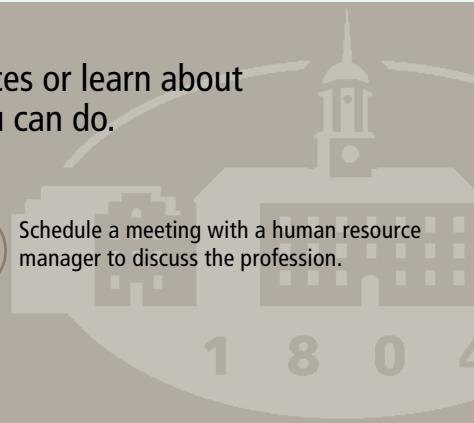 ces or learn about
u can do.
Schedule a meeting with a human resource
manager to discuss the profession.
1 8 0 4